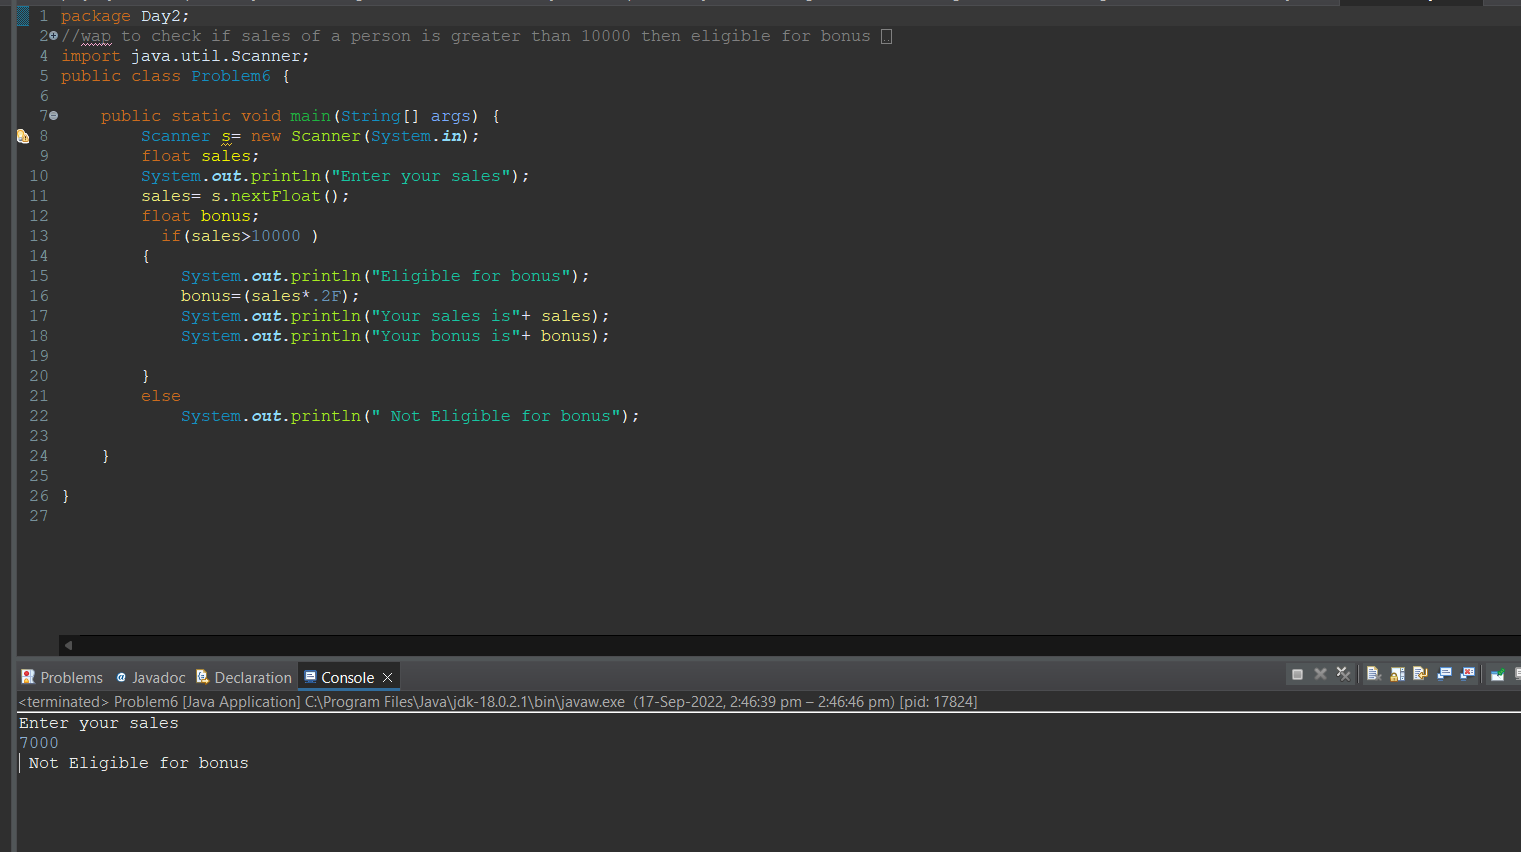 1 package Day2;
2 //wap to check if sales of a person is greater than 10000 then eligible for bonus
4 import java.util.Scanner;
5 public class Problem6 {
6
7     public static void main(String[] args) {
8         Scanner s= new Scanner(System.in);
9         float sales;
10         System.out.println("Enter your sales");
11         sales= s.nextFloat();
12         float bonus;
13           if(sales>10000 )
14         {
15             System.out.println("Eligible for bonus");
16             bonus=(sales*.2F);
17             System.out.println("Your sales is"+ sales);
18             System.out.println("Your bonus is"+ bonus);
19
20         }
21         else
22             System.out.println(" Not Eligible for bonus");
23
24     }
25
26 }
27
Problems @ Javadoc Declaration Console
<terminated> Problem6 [Java Application] C:\Program Files\Java\jdk-18.0.2.1\bin\javaw.exe (17-Sep-2022, 2:46:39 pm – 2:46:46 pm) [pid: 17824]
Enter your sales
7000
 Not Eligible for bonus